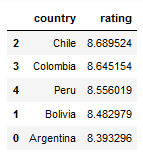 country rating
2 Chile 8.689524
3 Colombia 8.645154
4 Peru 8.556019
1 Bolivia 8.482979
0 Argentina 8.393296